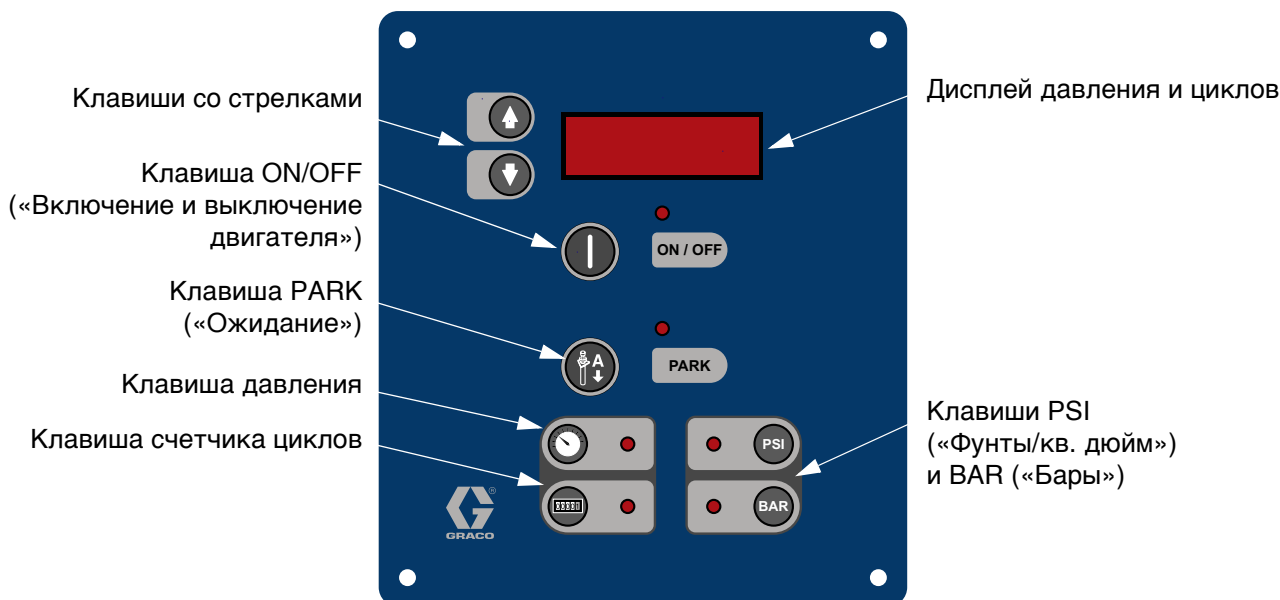 Клавиши со стрелками
Клавиша ON/OFF
(«Включение и выключение
двигателя»)
Клавиша PARK
(«Ожидание»)
Клавиша давления
Клавиша счетчика циклов
Дисплей давления и циклов
ON / OFF
A
PARK
PSI
BAR
Клавиши PSI
(«Фунты/кв. дюйм»)
и BAR («Бары»)
®
GRACO